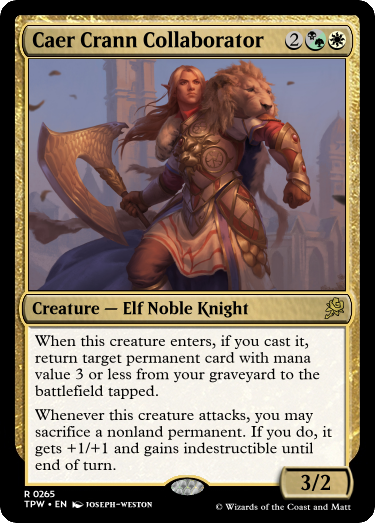 Caer Crann Collaborator 2
Creature — Elf Noble Knight
When this creature enters, if you cast it,
return target permanent card with mana
value 3 or less from your graveyard to the
battlefield tapped.
Whenever this creature attacks, you may
sacrifice a nonland permanent. If you do, it
gets +1/+1 and gains indestructible until
end of turn.
3/2
R 0265
TPW • EN JOSEPH-WESTON
© Wizards of the Coast and Matt